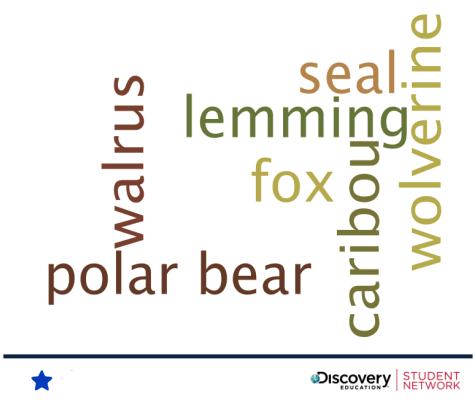 seal
wolverine
walrus
lemming
fox
caribou
polar bear
Discovery
EDUCATION
STUDENT
NETWORK